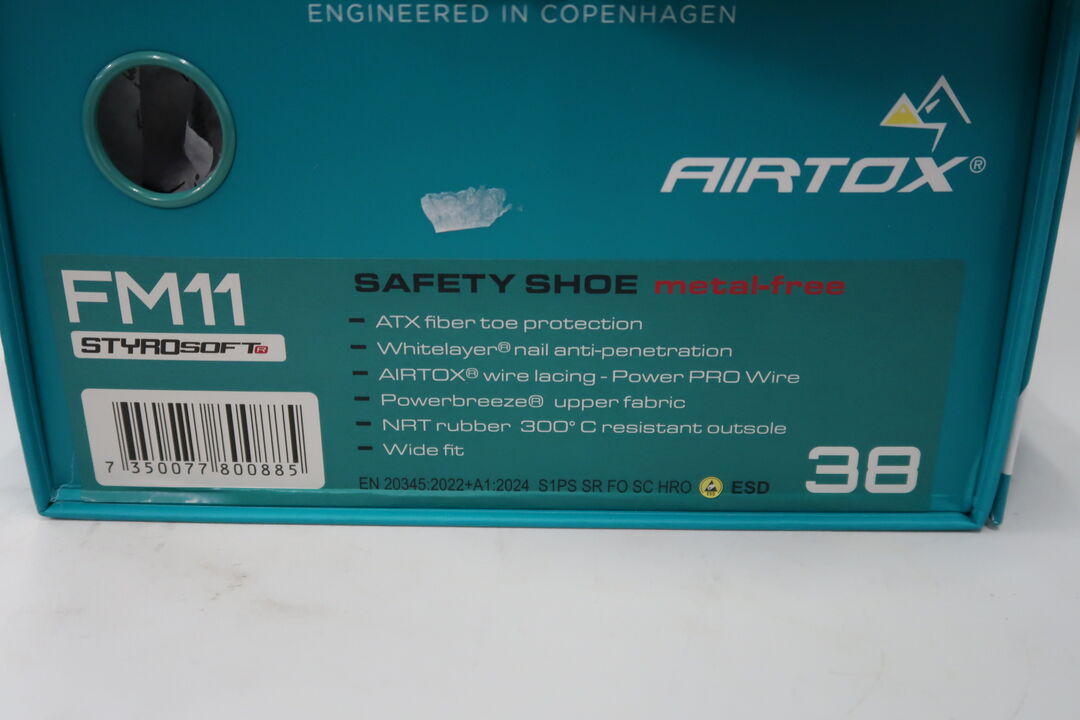 ENGINEERED IN COPENHAGEN
AIRTOX®
FM11
STYROSOFT®
SAFETY SHOE metal-free
- ATX fiber toe protection
- Whitelayer® nail anti-penetration
- AIRTOX® wire lacing - Power PRO Wire
- Powerbreeze® upper fabric
- NRT rubber 300° C resistant outsole
- Wide fit
7 350077 800885
EN 20345:2022+A1:2024 S1PS SR FO SC HRO ESD ESD
38